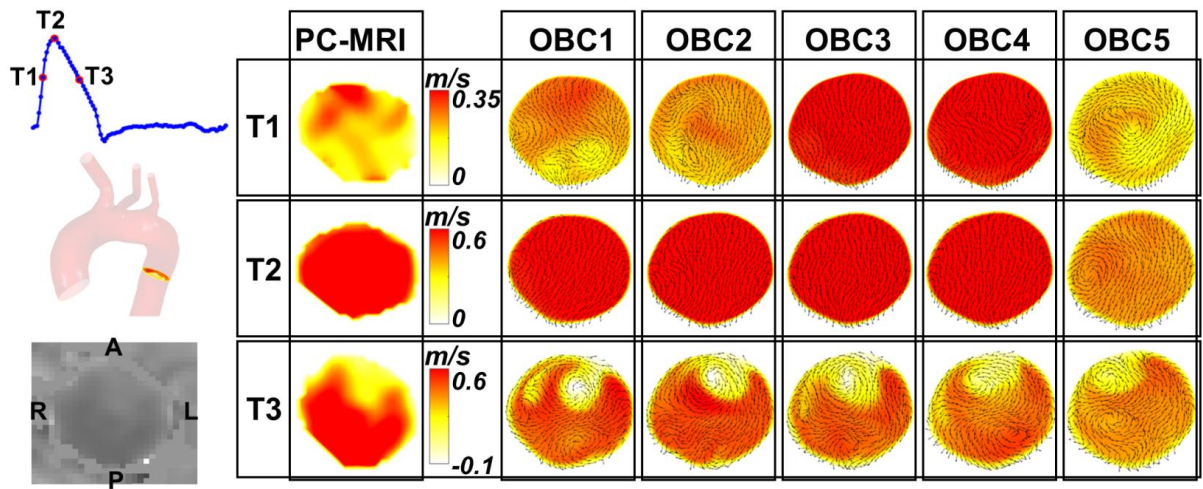 T2
T1
T3
A
R
L
P
PC-MRI
OBC1
OBC2
OBC3
OBC4
OBC5
T1
m/s
0.35
0
T2
m/s
0.6
0
T3
m/s
0.6
-0.1